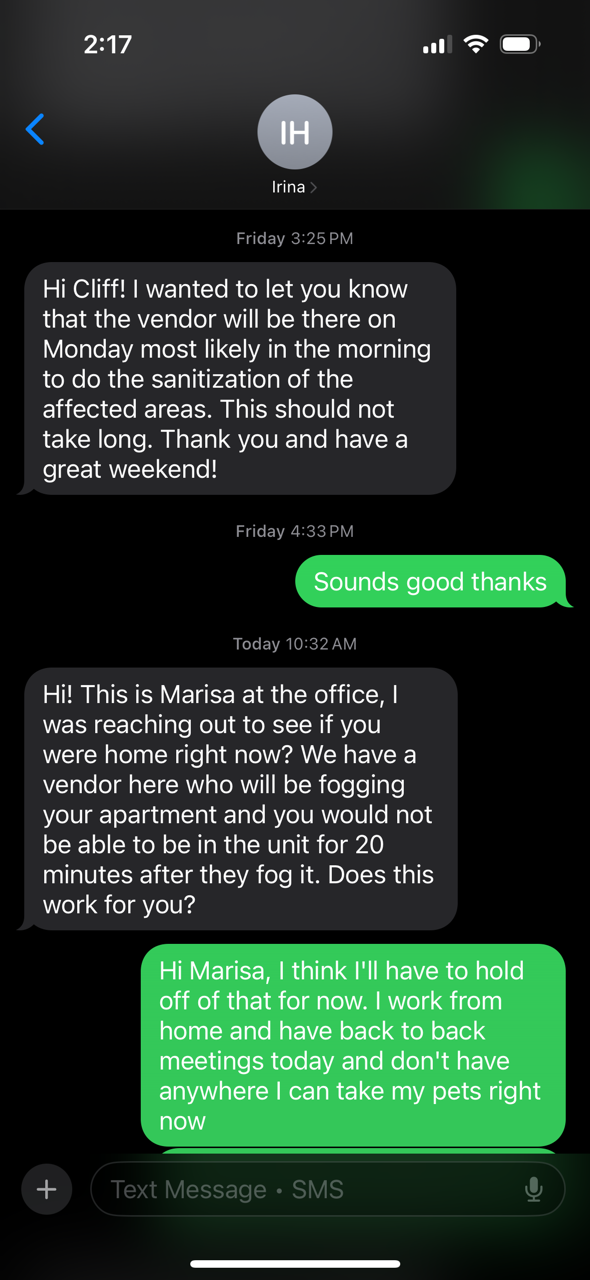 2:17
IH
Irina
Friday 3:25 PM
Hi Cliff! I wanted to let you know
that the vendor will be there on
Monday most likely in the morning
to do the sanitization of the
affected areas. This should not
take long. Thank you and have a
great weekend!
Friday 4:33 PM
Sounds good thanks
Today 10:32 AM
Hi! This is Marisa at the office, I
was reaching out to see if you
were home right now? We have a
vendor here who will be fogging
your apartment and you would not
be able to be in the unit for 20
minutes after they fog it. Does this
work for you?
Hi Marisa, I think I'll have to hold
off of that for now. I work from
home and have back to back
meetings today and don't have
anywhere I can take my pets right
now
Text Message • SMS